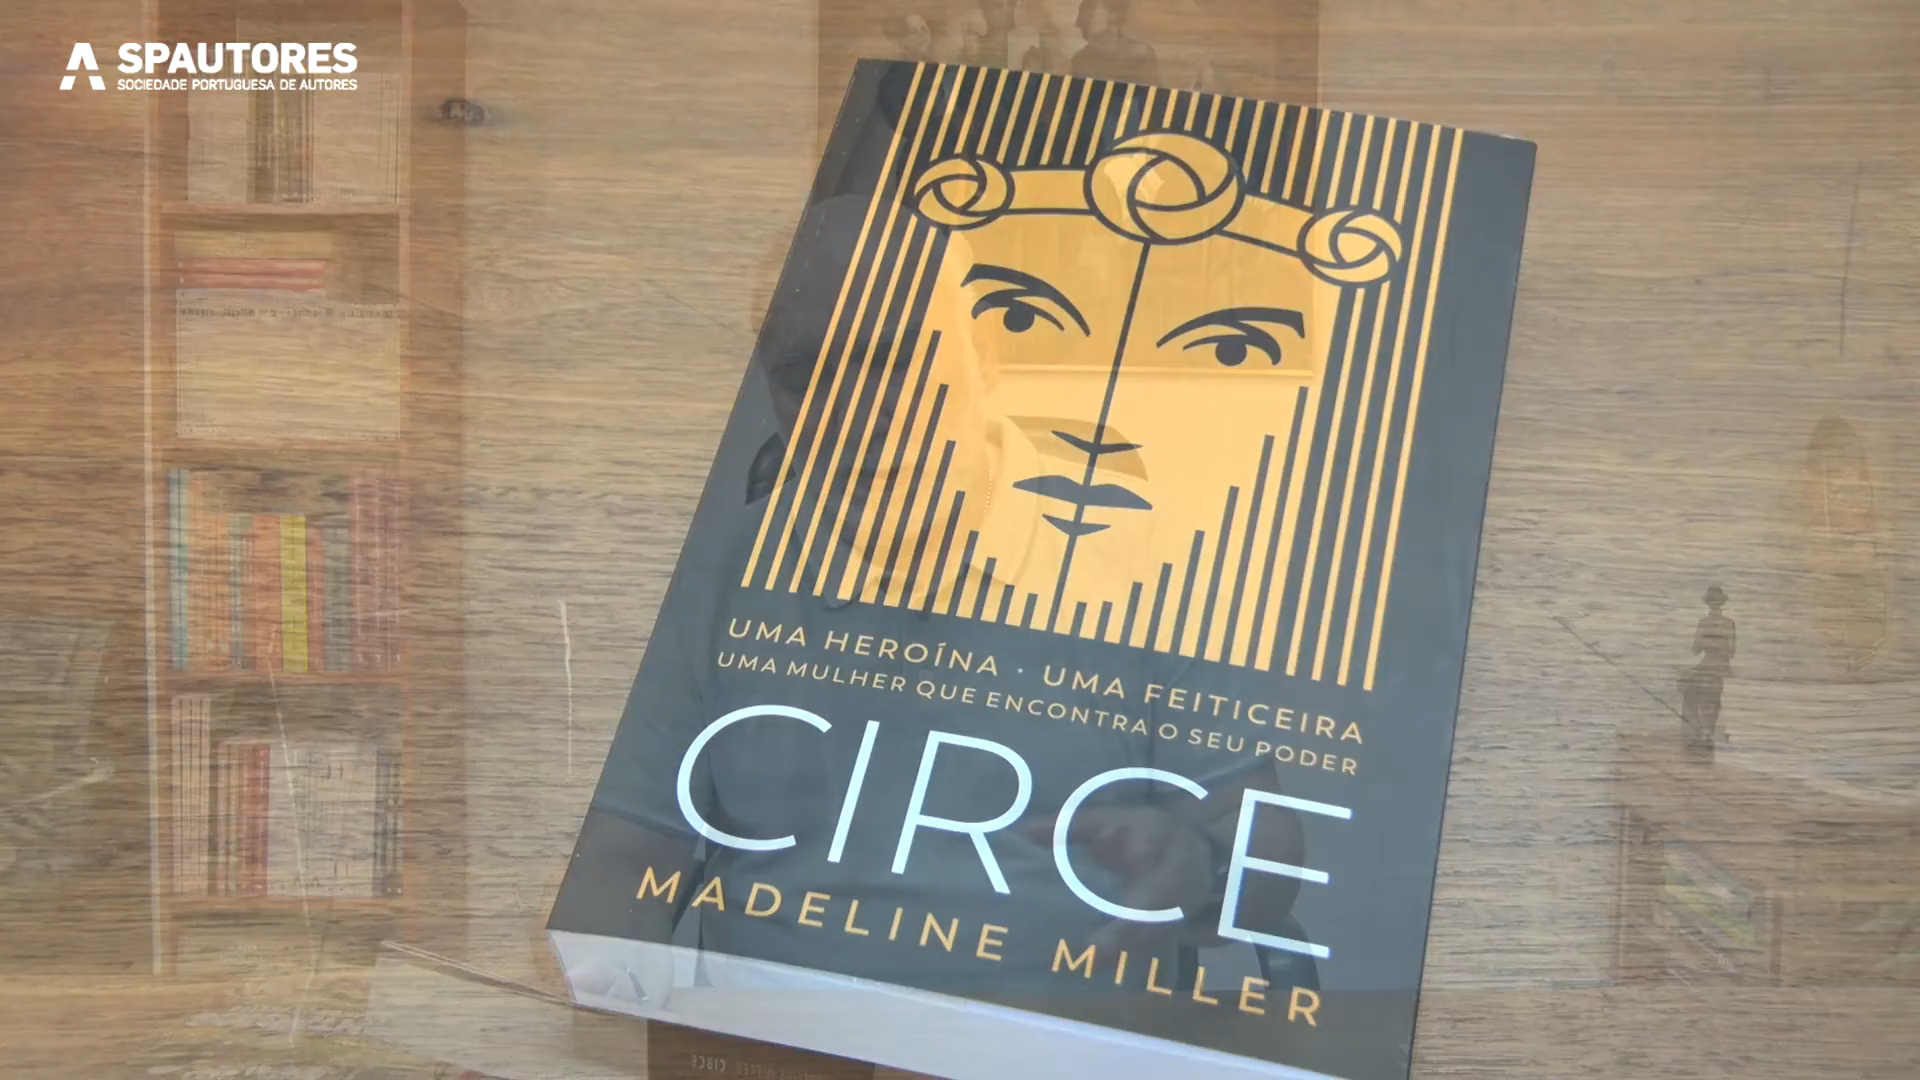 SPAUTORES
SOCIEDADE PORTUGUESA DE AUTORES
UMA HEROÍNA · UMA FEITICEIRA
UMA MULHER QUE ENCONTRA O SEU PODER
CIRCE
MADELINE MILLER